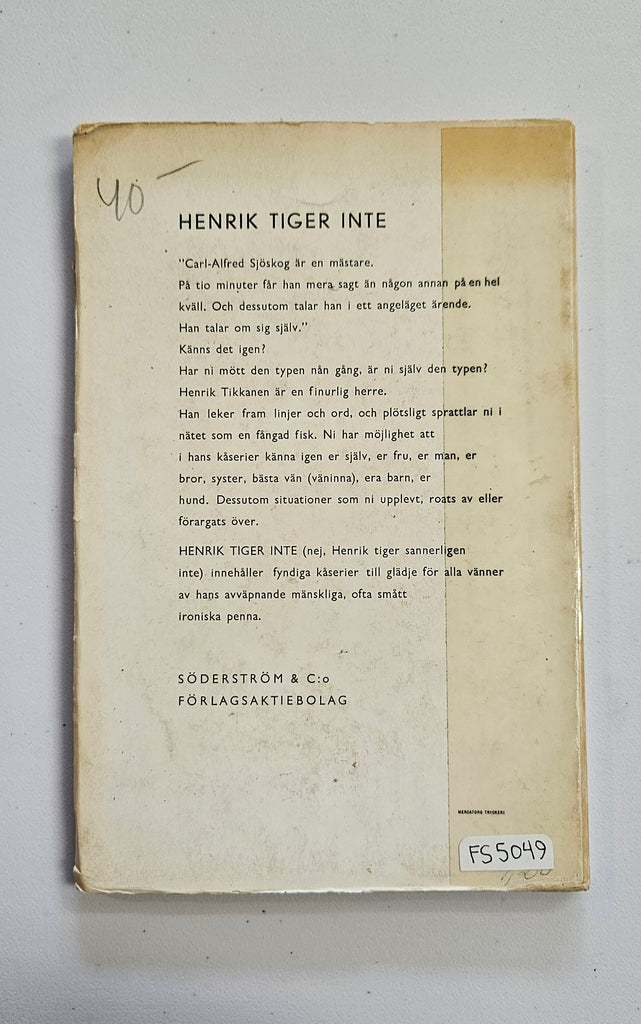 40 —
HENRIK TIGER INTE
"Carl-Alfred Sjöskog är en mästare.
På tio minuter får han mera sagt än någon annan på en hel
kväll. Och dessutom talar han i ett angeläget ärende.
Han talar om sig själv."
Känns det igen?
Har ni mött den typen nån gång, är ni själv den typen?
Henrik Tikkanen är en finurlig herre.
Han leker fram linjer och ord, och plötsligt sprattlar ni i
nätet som en fångad fisk. Ni har möjlighet att
i hans kåserier känna igen er själv, er fru, er man, er
bror, syster, bästa vän (väninna), era barn, er
hund. Dessutom situationer som ni upplevt, roats av eller
förargats över.
HENRIK TIGER INTE (nej, Henrik tiger sannerligen
inte) innehåller fyndiga kåserier till glädje för alla vänner
av hans avväpnande mänskliga, ofta smått
ironiska penna.
SÖDERSTRÖM & C:o
FÖRLAGSAKTIEBOLAG
MERCATORS TRYCKERI
FS5049